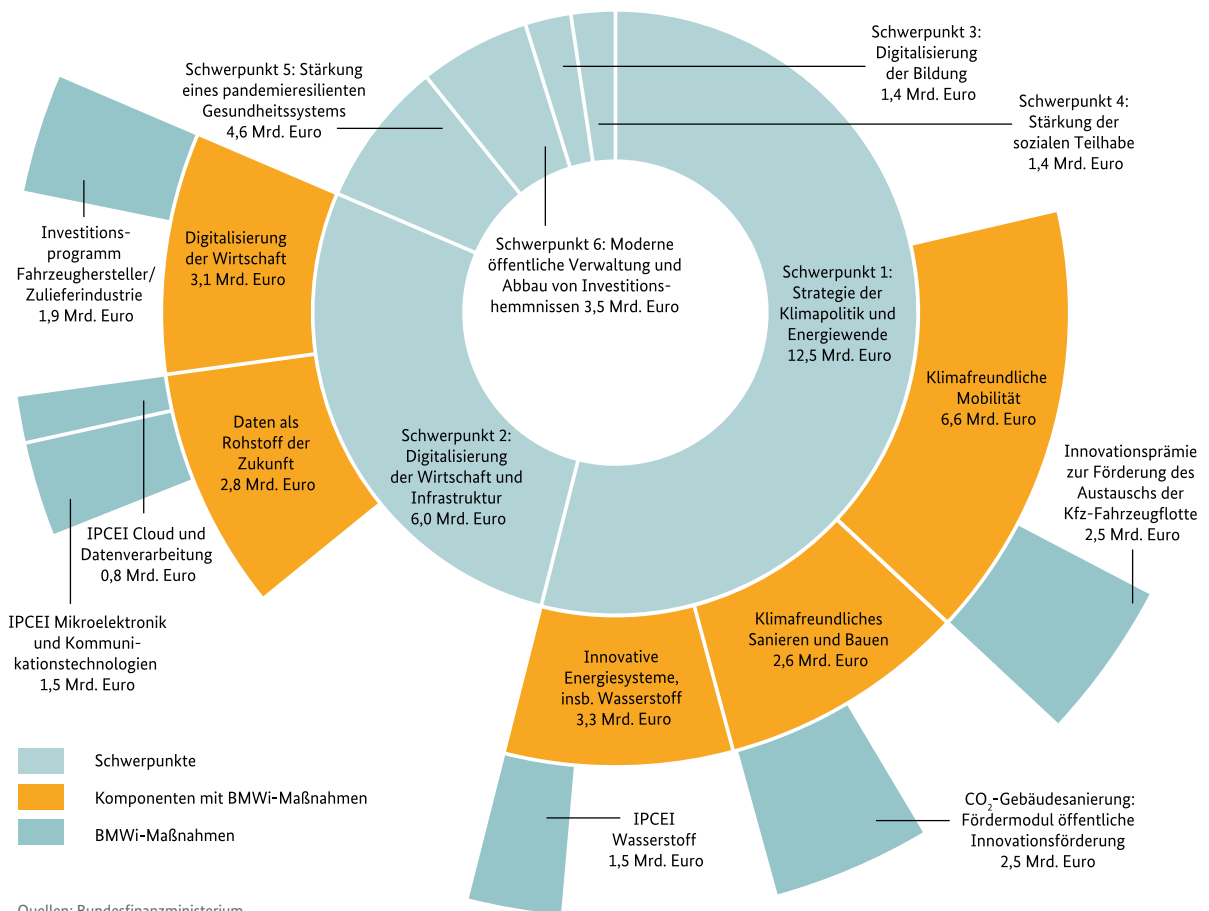 Schwerpunkt 3:
Digitalisierung
der Bildung
1,4 Mrd. Euro
Schwerpunkt 4:
Stärkung der
sozialen Teilhabe
1,4 Mrd. Euro
Schwerpunkt 5: Stärkung
eines pandemieresilienten
Gesundheitssystems
4,6 Mrd. Euro
Schwerpunkt 6: Moderne
öffentliche Verwaltung und
Abbau von Investitions-
hemmnissen 3,5 Mrd. Euro
Schwerpunkt 1:
Strategie der
Klimapolitik und
Energiewende
12,5 Mrd. Euro
Digitalisierung
der Wirtschaft
3,1 Mrd. Euro
Investitions-
programm
Fahrzeughersteller/
Zulieferindustrie
1,9 Mrd. Euro
Klimafreundliche
Mobilität
6,6 Mrd. Euro
Daten als
Rohstoff der
Zukunft
2,8 Mrd. Euro
Schwerpunkt 2:
Digitalisierung
der Wirtschaft und
Infrastruktur
6,0 Mrd. Euro
Innovationsprämie
zur Förderung des
Austauschs der
Kfz-Fahrzeugflotte
2,5 Mrd. Euro
IPCEI Cloud und
Datenverarbeitung
0,8 Mrd. Euro
IPCEI Mikroelektronik
und Kommuni-
kationstechnologien
1,5 Mrd. Euro
Klimafreundliches
Sanieren und Bauen
2,6 Mrd. Euro
Innovative
Energiesysteme,
insb. Wasserstoff
3,3 Mrd. Euro
Schwerpunkte
Komponenten mit BMWi-Maßnahmen
BMWi-Maßnahmen
IPCEI
Wasserstoff
1,5 Mrd. Euro
CO₂-Gebäudesanierung:
Fördermodul öffentliche
Innovationsförderung
2,5 Mrd. Euro
Quellen: Bundesfinanzministerium